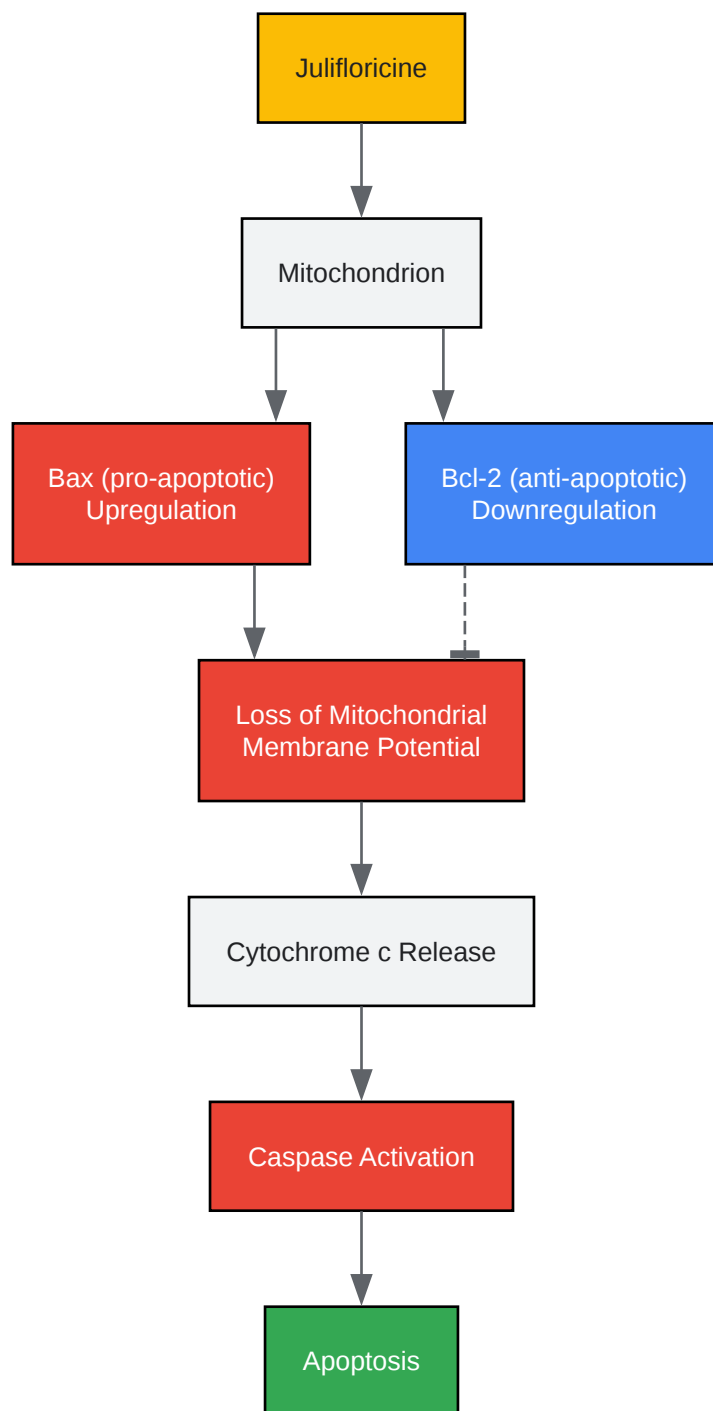 Julifloricine
Mitochondrion
Bax (pro-apoptotic)
Upregulation
Bcl-2 (anti-apoptotic)
Downregulation
Loss of Mitochondrial
Membrane Potential
Cytochrome c Release
Caspase Activation
Apoptosis